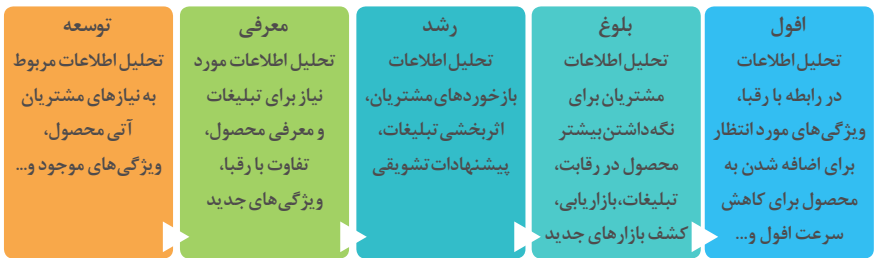 توسعه
تحلیل اطلاعات مربوط
به نیازهای مشتریان
آتی محصول،
ویژگی‌های موجود و...
معرفی
تحلیل اطلاعات مورد
نیاز برای تبلیغات
و معرفی محصول،
تفاوت با رقبا،
ویژگی‌های جدید
رشد
تحلیل اطلاعات
بازخوردهای مشتریان،
اثربخشی تبلیغات،
پیشنهادات تشویقی
بلوغ
تحلیل اطلاعات
مشتریان برای
نگه‌داشتن بیشتر
محصول در رقابت،
تبلیغات، بازاریابی،
کشف بازارهای جدید
افول
تحلیل اطلاعات
در رابطه با رقبا،
ویژگی‌های مورد انتظار
برای اضافه شدن به
محصول برای کاهش
سرعت افول و...